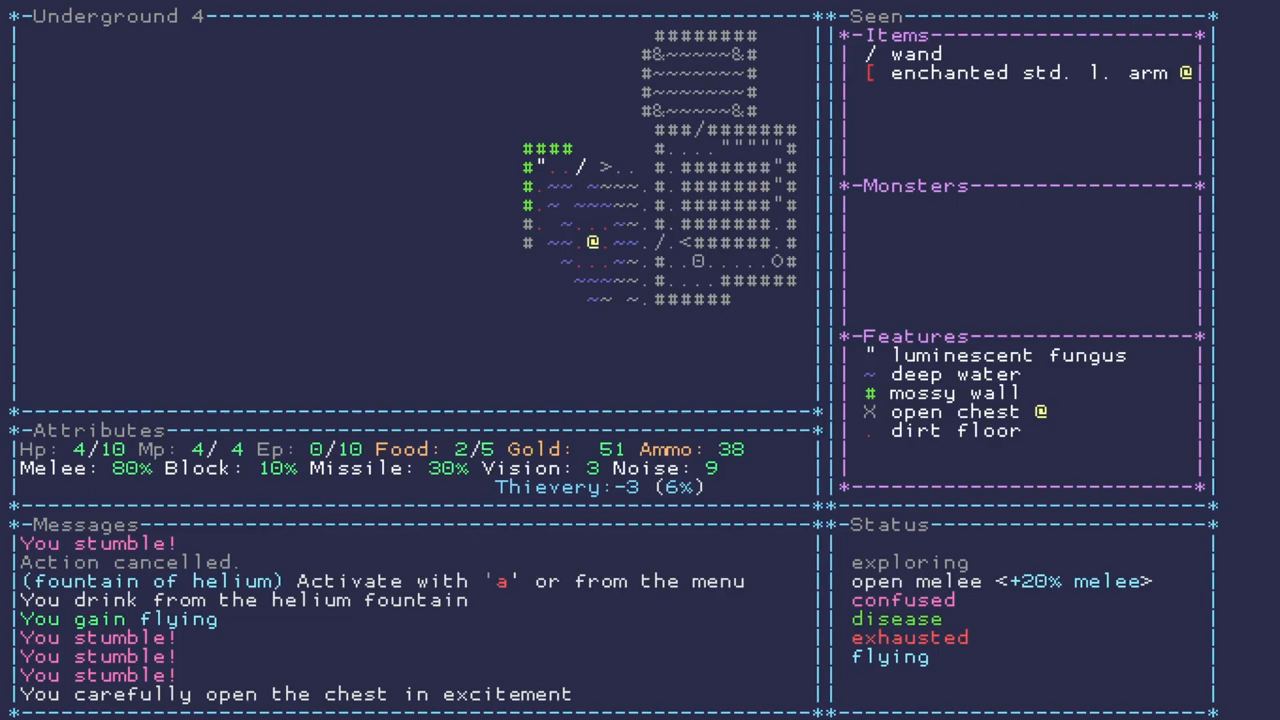 Underground 4
########
#&~~~~~&#
#~~~~~~~#
#~~~~~~~#
#&~~~~~&#
###/#######
#### #...."""""#
#"../ >.. #.#######"#
#.~~ ~~~~~.#.#######"#
#.~ ~~~~~.#.#######"#
#. ~...~~.#.#######.#
# ~~.@.~~./.<######.#
~...~~.#..O.....O#
~~~~~.#....######
~~ ~.######
Seen
Items
/ wand
[ enchanted std. l. arm @
Monsters
Features
" luminescent fungus
~ deep water
# mossy wall
X open chest @
. dirt floor
Attributes
Hp: 4/10 Mp: 4/ 4 Ep: 0/10 Food: 2/5 Gold: 51 Ammo: 38
Melee: 80% Block: 10% Missile: 30% Vision: 3 Noise: 9
Thievery:-3 (6%)
Messages
You stumble!
Action cancelled.
(fountain of helium) Activate with 'a' or from the menu
You drink from the helium fountain
You gain flying
You stumble!
You stumble!
You stumble!
You carefully open the chest in excitement
Status
exploring
open melee <+20% melee>
confused
disease
exhausted
flying